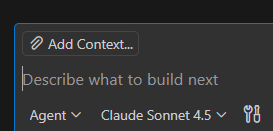 Add Context...
Describe what to build next
Agent Claude Sonnet 4.5